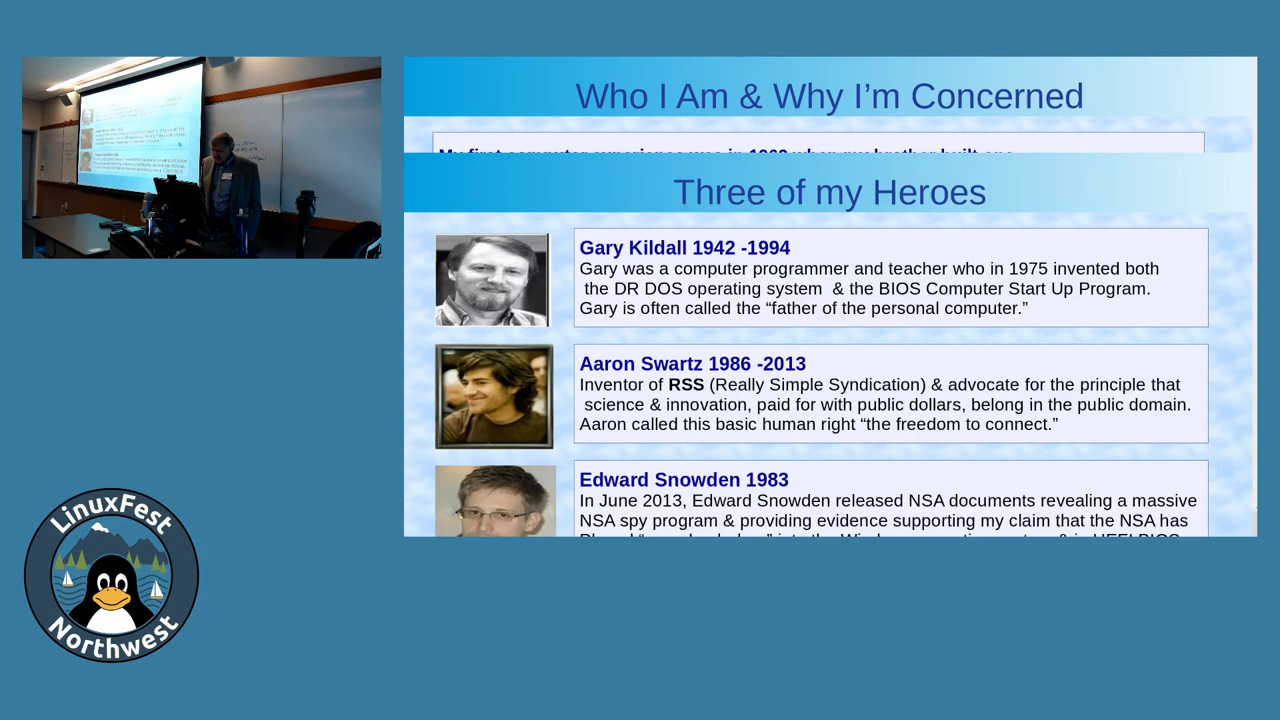 Who I Am & Why I’m Concerned
Three of my Heroes
Gary Kildall 1942 -1994
Gary was a computer programmer and teacher who in 1975 invented both
the DR DOS operating system & the BIOS Computer Start Up Program.
Gary is often called the “father of the personal computer.”
Aaron Swartz 1986 -2013
Inventor of RSS (Really Simple Syndication) & advocate for the principle that
science & innovation, paid for with public dollars, belong in the public domain.
Aaron called this basic human right “the freedom to connect.”
Edward Snowden 1983
In June 2013, Edward Snowden released NSA documents revealing a massive
NSA spy program & providing evidence supporting my claim that the NSA has
LinuxFest
Northwest